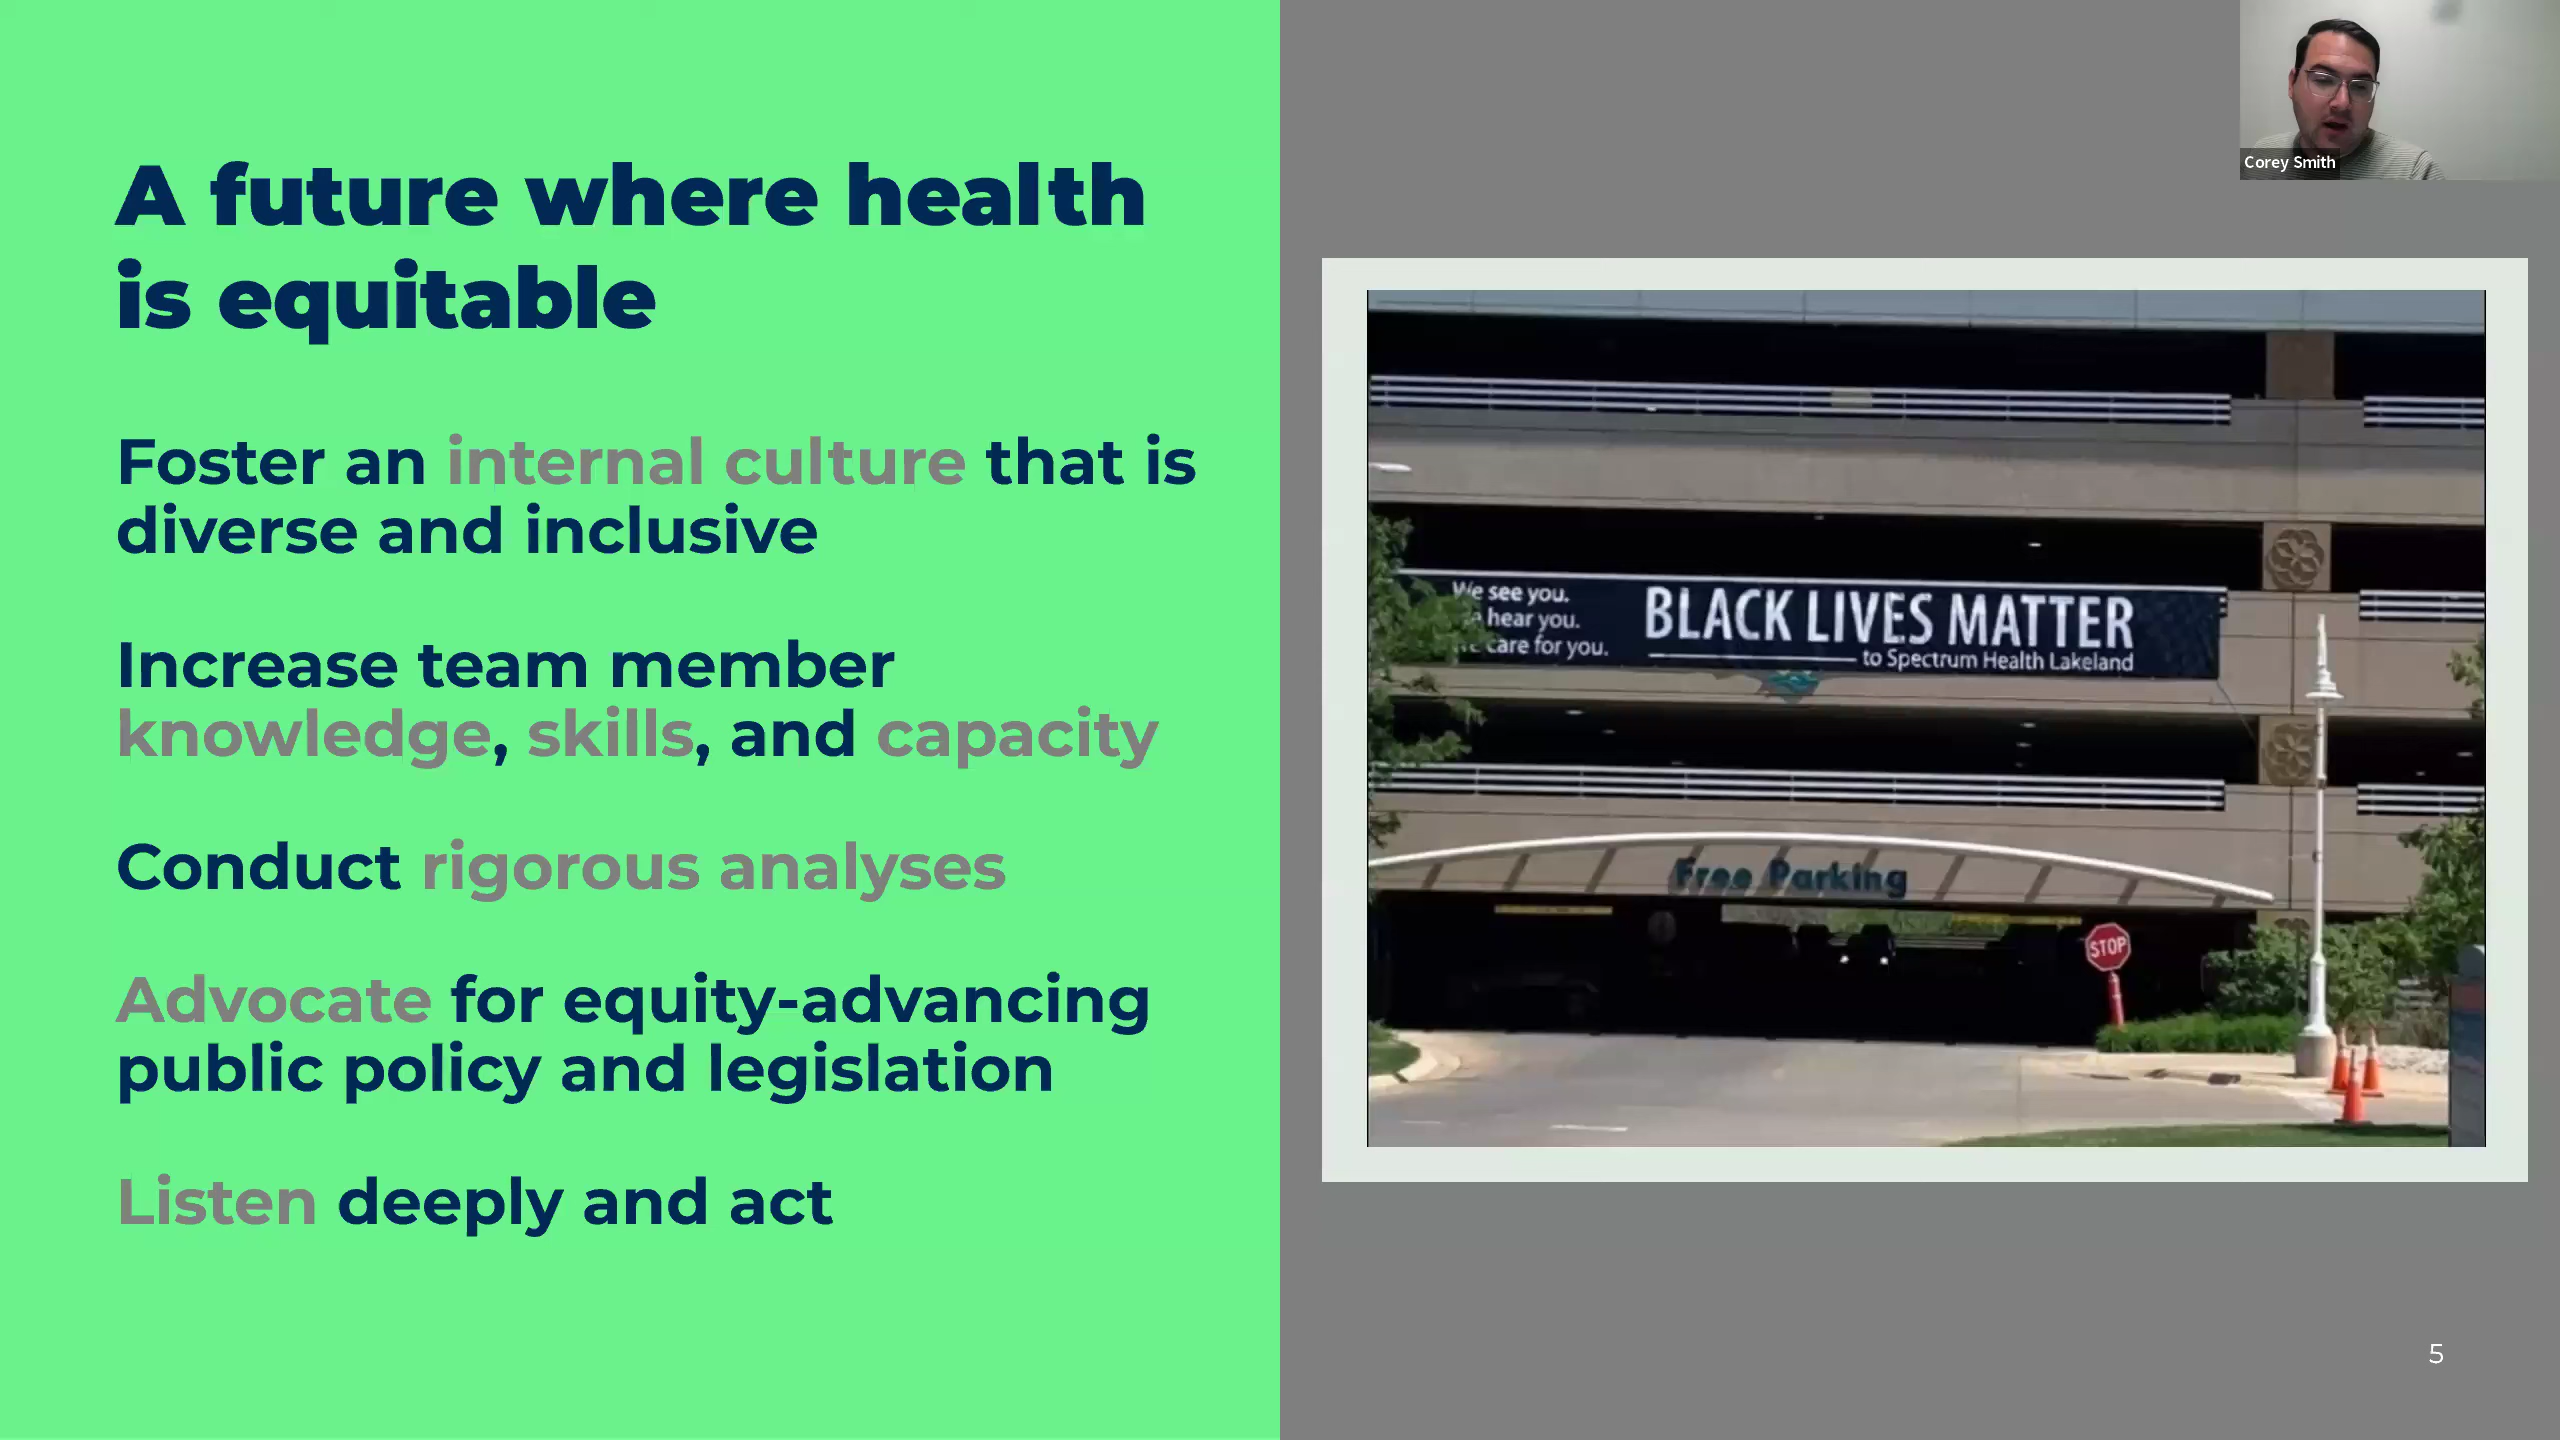 A future where health
is equitable
Foster an internal culture that is
diverse and inclusive
Increase team member
knowledge, skills, and capacity
Conduct rigorous analyses
Advocate for equity-advancing
public policy and legislation
Listen deeply and act
Corey Smith
We see you.
hear you.
care for you.
BLACK LIVES MATTER
to Spectrum Health Lakeland
Free Parking
STOP
5